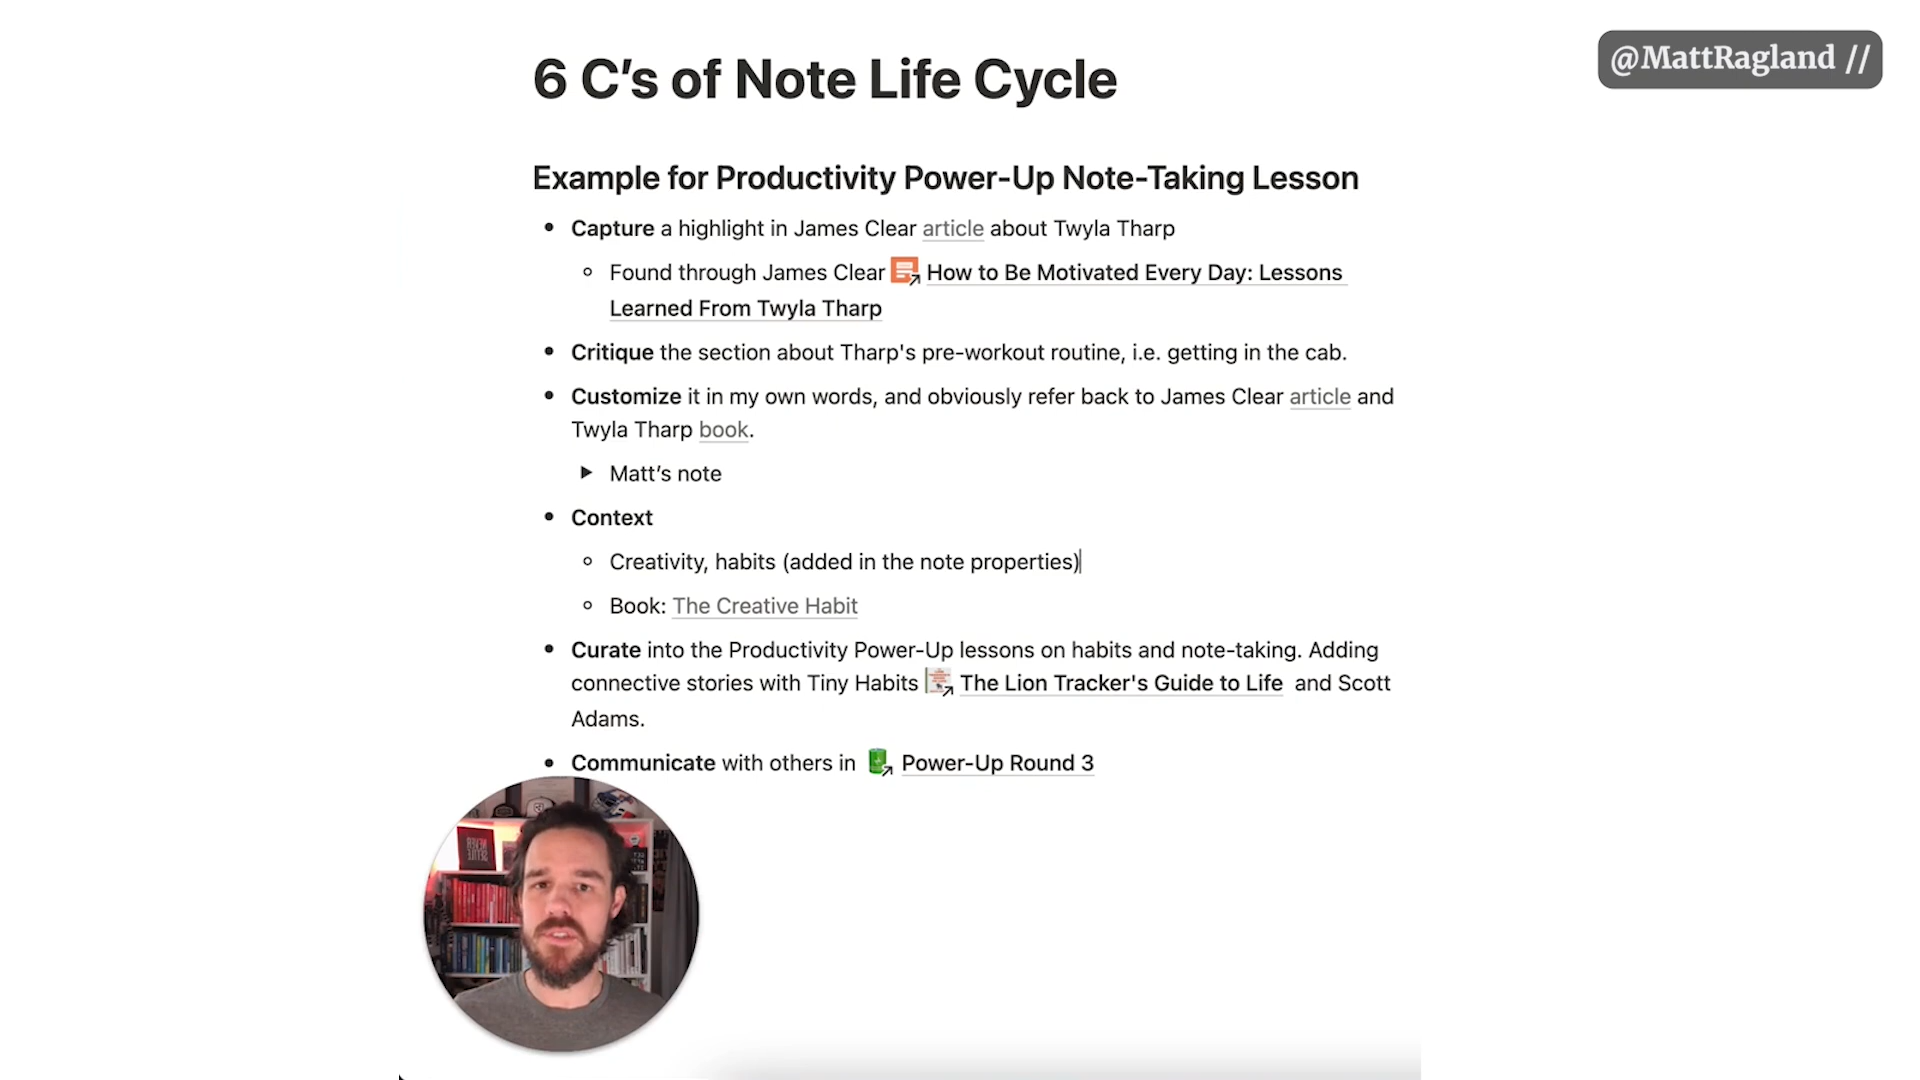 @MattRagland //
6 C's of Note Life Cycle
Example for Productivity Power-Up Note-Taking Lesson
Capture a highlight in James Clear article about Twyla Tharp
Found through James Clear How to Be Motivated Every Day: Lessons
Learned From Twyla Tharp
Critique the section about Tharp's pre-workout routine, i.e. getting in the cab.
Customize it in my own words, and obviously refer back to James Clear article and
Twyla Tharp book.
Matt's note
Context
Creativity, habits (added in the note properties)
Book: The Creative Habit
Curate into the Productivity Power-Up lessons on habits and note-taking. Adding
connective stories with Tiny Habits The Lion Tracker's Guide to Life and Scott
Adams.
Communicate with others in Power-Up Round 3
NEVER
SETTLE